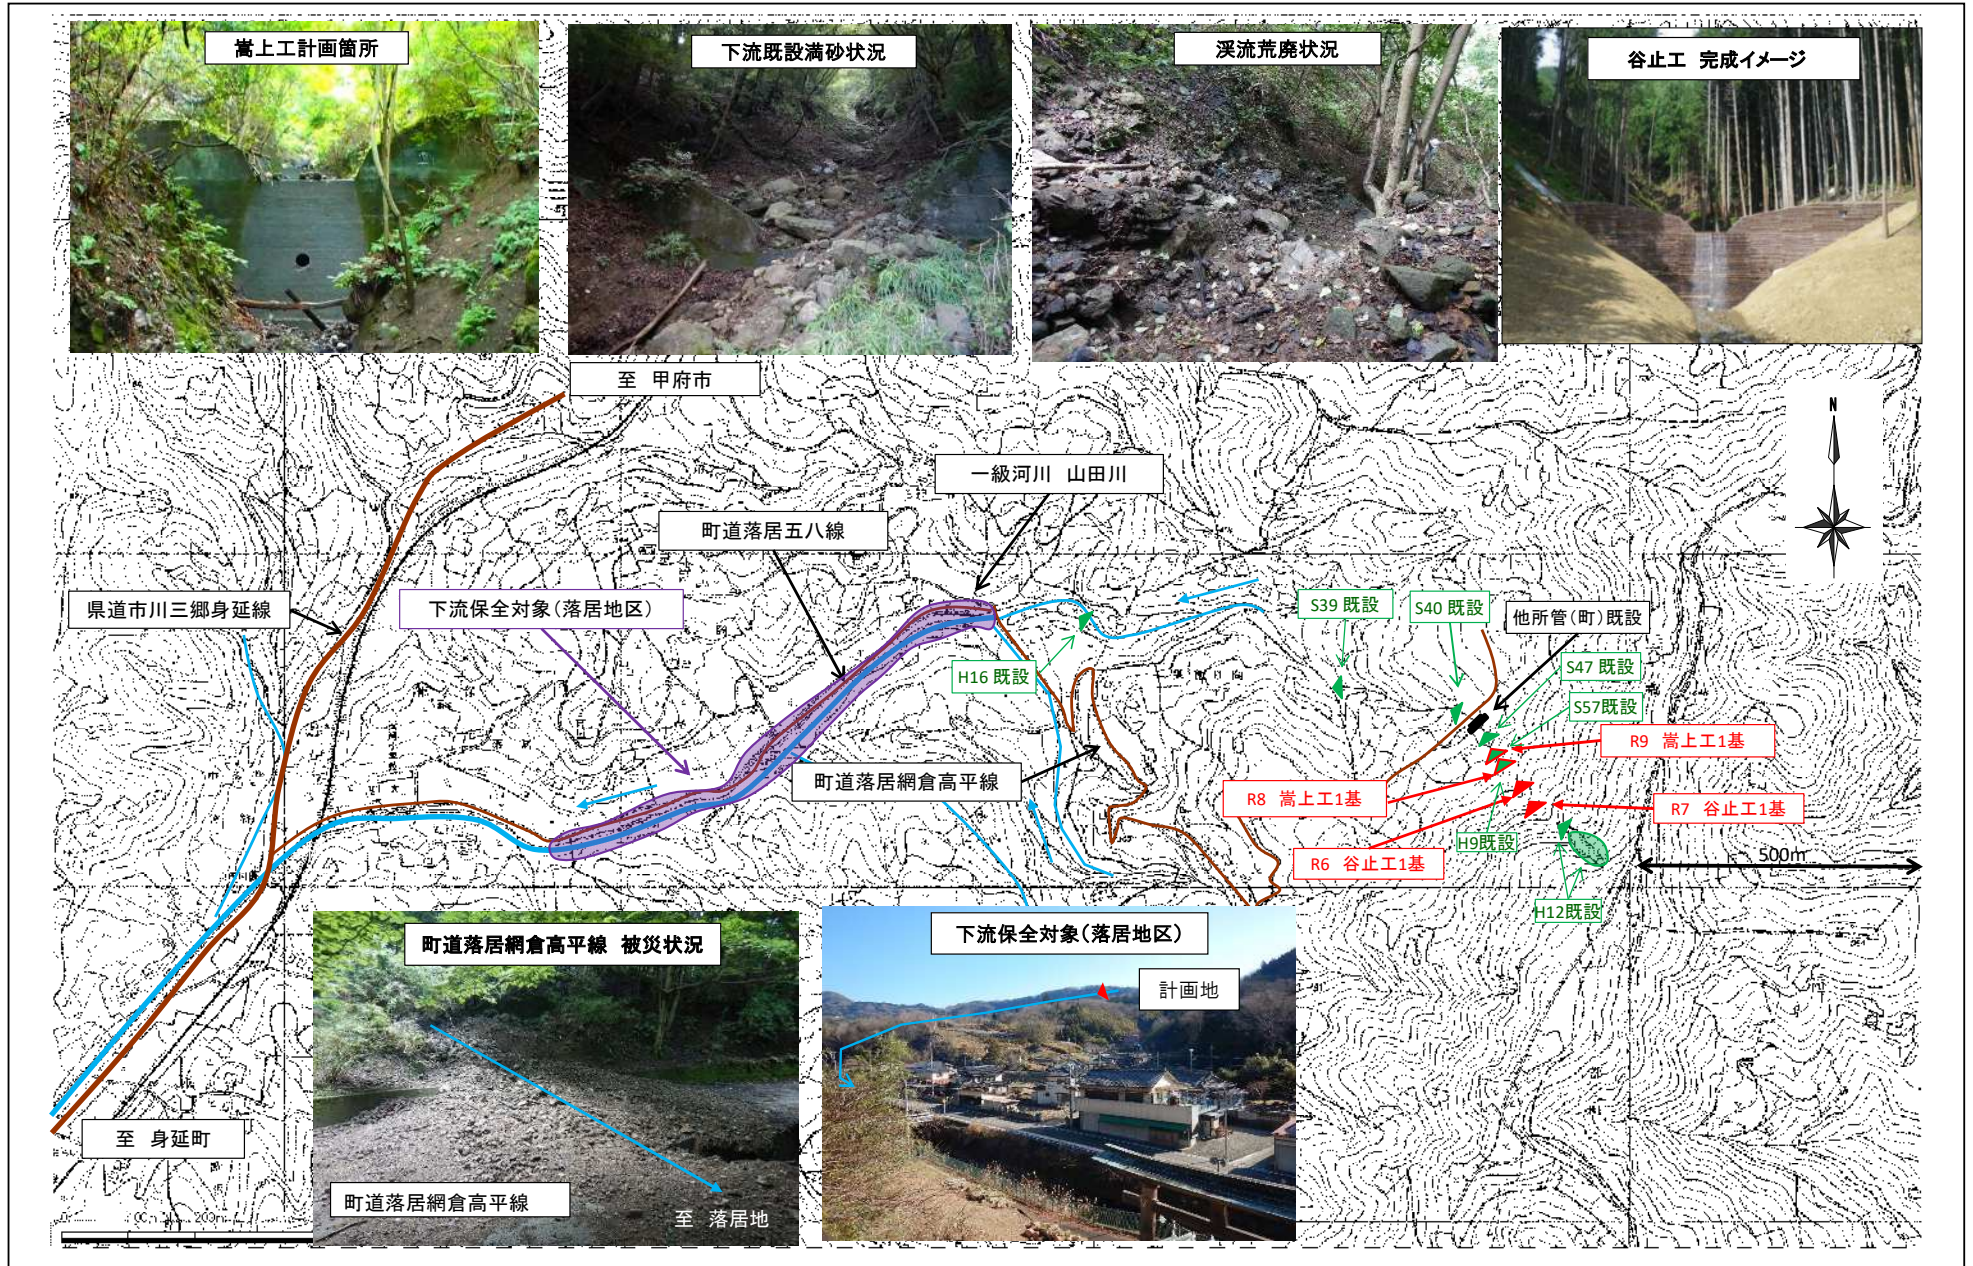 嵩上工計画箇所
下流既設満砂状況
渓流荒廃状況
谷止工 完成イメージ
至 甲府市
N
一級河川 山田川
町道落居五八線
県道市川三郷身延線
下流保全対象(落居地区)
S39 既設
S40 既設
他所管(町)既設
H16 既設
S47 既設
S57既設
R9 嵩上工1基
町道落居網倉高平線
R8 嵩上工1基
R7 谷止工1基
H9既設
R6 谷止工1基
500m
H12既設
町道落居網倉高平線 被災状況
下流保全対象(落居地区)
計画地
至 身延町
町道落居網倉高平線
至 落居地